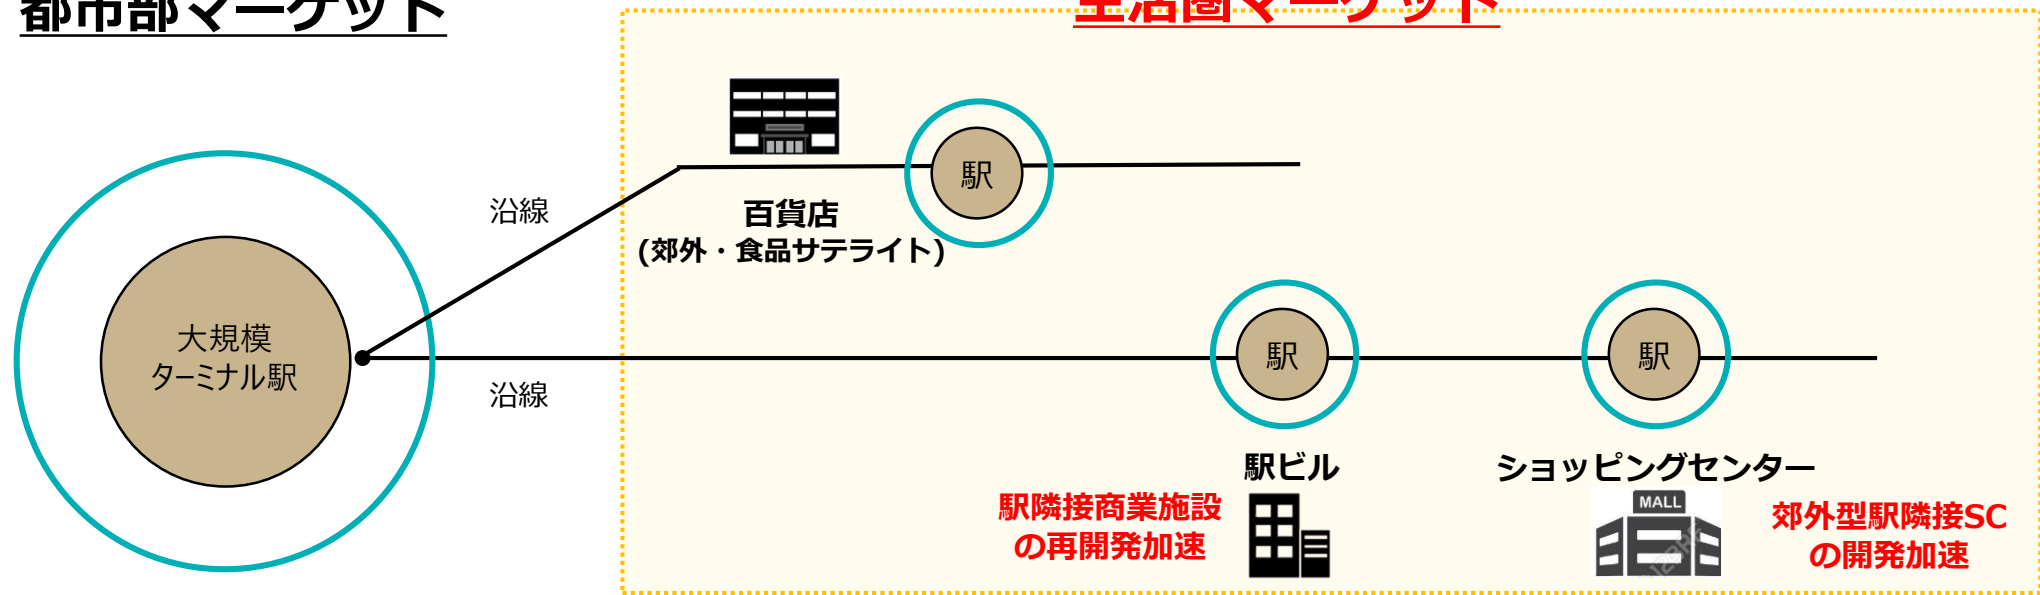 都市部マーケット
生活圏マーケット
沿線
駅
百貨店
(郊外・食品サテライト)
大規模
ターミナル駅
沿線
駅
駅
駅ビル
駅隣接商業施設
の再開発加速
ショッピングセンター
MALL
郊外型駅隣接SC
の開発加速